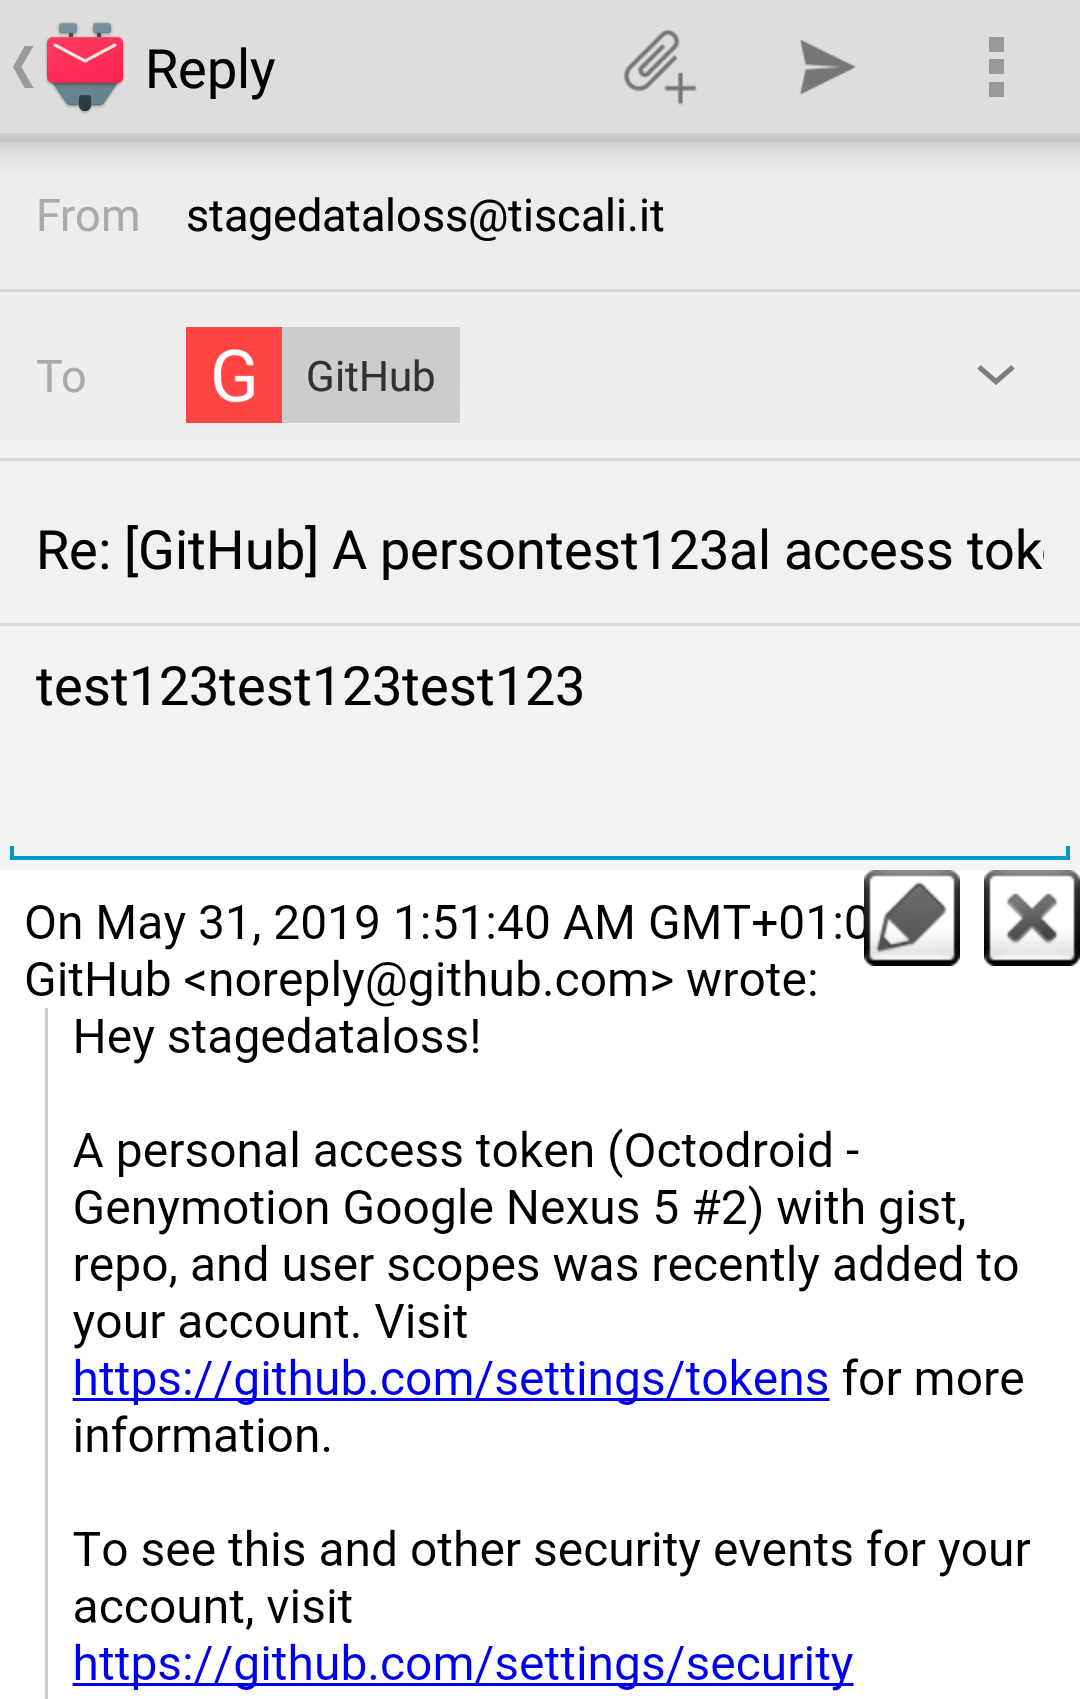 Reply
From stagedataloss@tiscali.it
To G GitHub
Re: [GitHub] A persontest123al access tok
test123test123test123
On May 31, 2019 1:51:40 AM GMT+01:0
GitHub <noreply@github.com> wrote:
Hey stagedataloss!
A personal access token (Octodroid -
Genymotion Google Nexus 5 #2) with gist,
repo, and user scopes was recently added to
your account. Visit
https://github.com/settings/tokens for more
information.
To see this and other security events for your
account, visit
https://github.com/settings/security